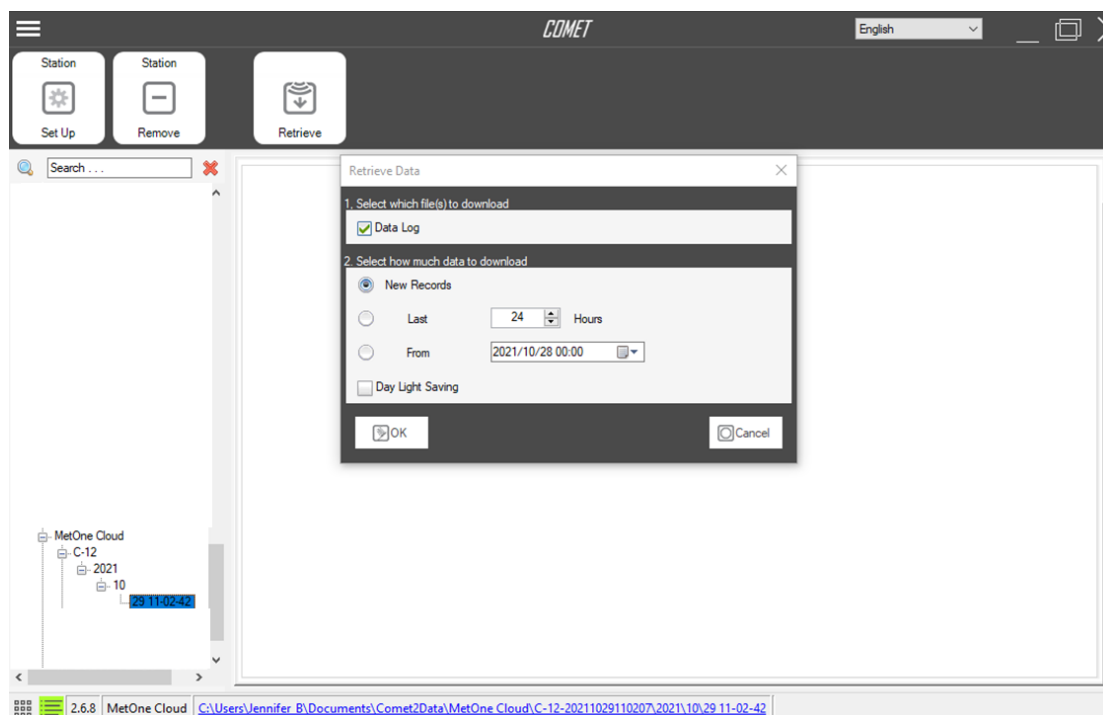 COMET
English
Station
Set Up
Station
Remove
Retrieve
Search . . .
Retrieve Data
1, Select which file(s) to download
Data Log
2. Select how much data to download
New Records
Last 24 Hours
From 2021/10/28 00:00
Day Light Saving
OK
Cancel
MetOne Cloud
C-12
2021
10
29 11-02-42
2.6.8 MetOne Cloud C:\Users\Jennifer B\Documents\Comet2Data\MetOne Cloud\C-12-20211029110207\2021\10\29 11-02-42